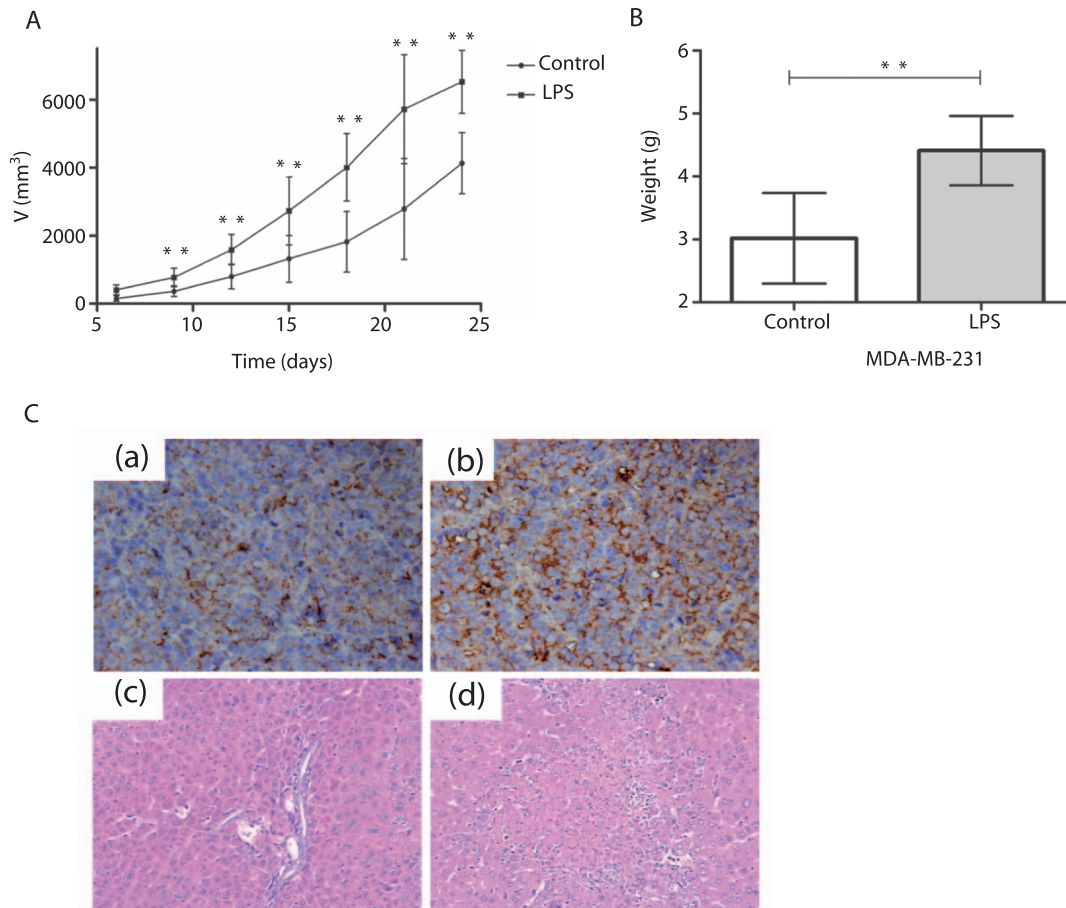 A
V (mm³)
6000
4000
2000
0
5
10
15
20
25
Time (days)
* *
* *
* *
* *
* *
* *
Control
LPS
B
Weight (g)
6
5
4
3
2
* *
Control
LPS
MDA-MB-231
C
(a)
(b)
(c)
(d)